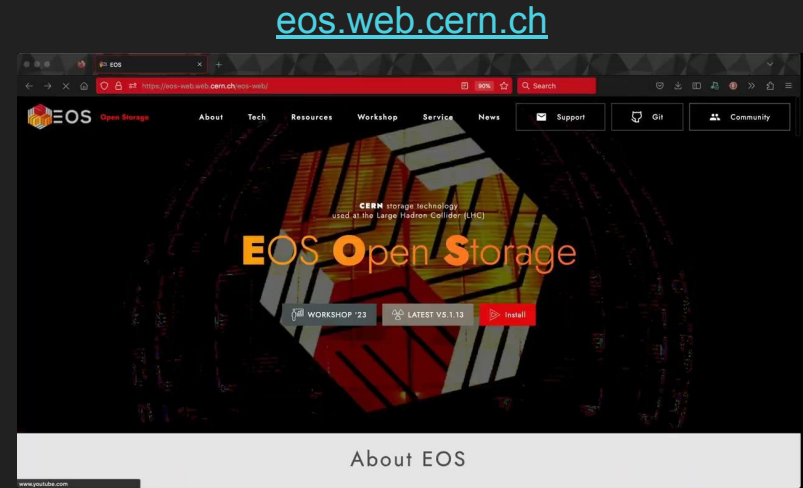 eos.web.cern.ch
EOS
https://eos-web.web.cern.ch/eos-web/
90%
Search
EOS Open Storage
About Tech Resources Workshop Service News Support Git Community
CERN storage technology
used at the Large Hadron Collider (LHC)
EOS Open Storage
WORKSHOP '23 LATEST V5.1.13 Install
About EOS
www.youtube.com